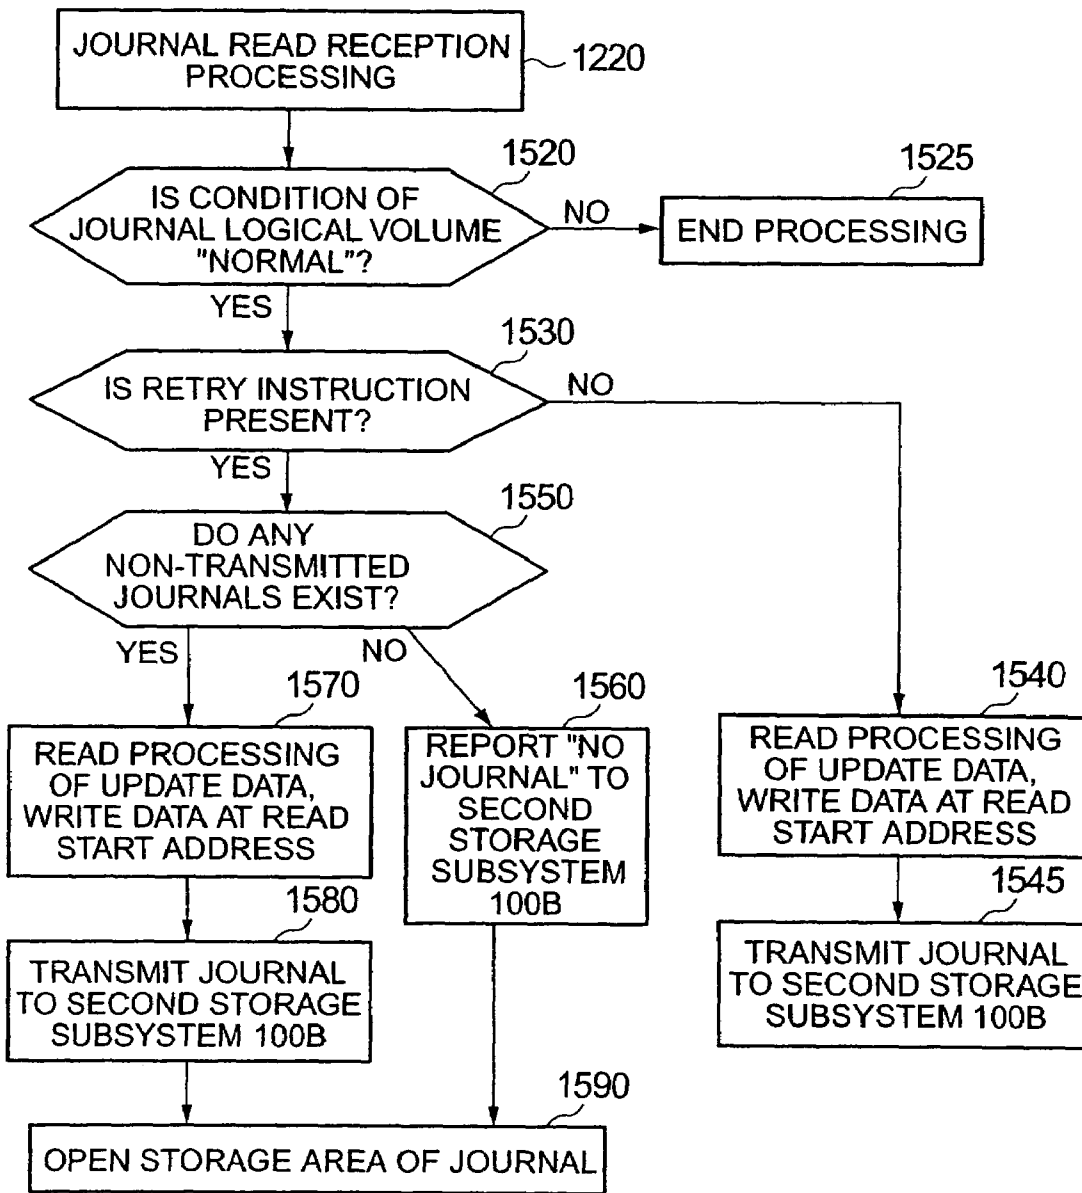 JOURNAL READ RECEPTION
PROCESSING
1220
1520
IS CONDITION OF
JOURNAL LOGICAL VOLUME
"NORMAL"?
NO
1525
END PROCESSING
YES
1530
IS RETRY INSTRUCTION
PRESENT?
NO
YES
1550
DO ANY
NON-TRANSMITTED
JOURNALS EXIST?
YES
NO
1570
READ PROCESSING
OF UPDATE DATA,
WRITE DATA AT READ
START ADDRESS
1560
REPORT "NO
JOURNAL" TO
SECOND
STORAGE
SUBSYSTEM
100B
1540
READ PROCESSING
OF UPDATE DATA,
WRITE DATA AT READ
START ADDRESS
1580
TRANSMIT JOURNAL
TO SECOND STORAGE
SUBSYSTEM 100B
1545
TRANSMIT JOURNAL
TO SECOND STORAGE
SUBSYSTEM 100B
1590
OPEN STORAGE AREA OF JOURNAL